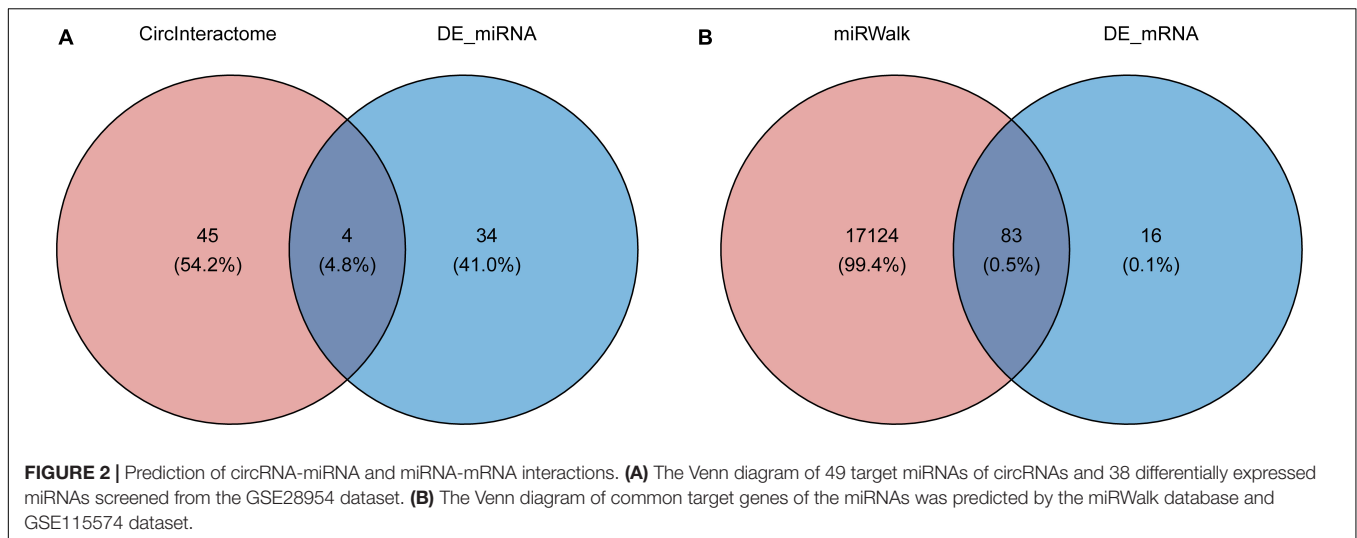 A CircInteractome DE_miRNA B miRWalk DE_mRNA
45 4 34 17124 83 16
(54.2%) (4.8%) (41.0%) (99.4%) (0.5%) (0.1%)
FIGURE 2 | Prediction of circRNA-miRNA and miRNA-mRNA interactions. (A) The Venn diagram of 49 target miRNAs of circRNAs and 38 differentially expressed
miRNAs screened from the GSE28954 dataset. (B) The Venn diagram of common target genes of the miRNAs was predicted by the miRWalk database and
GSE115574 dataset.